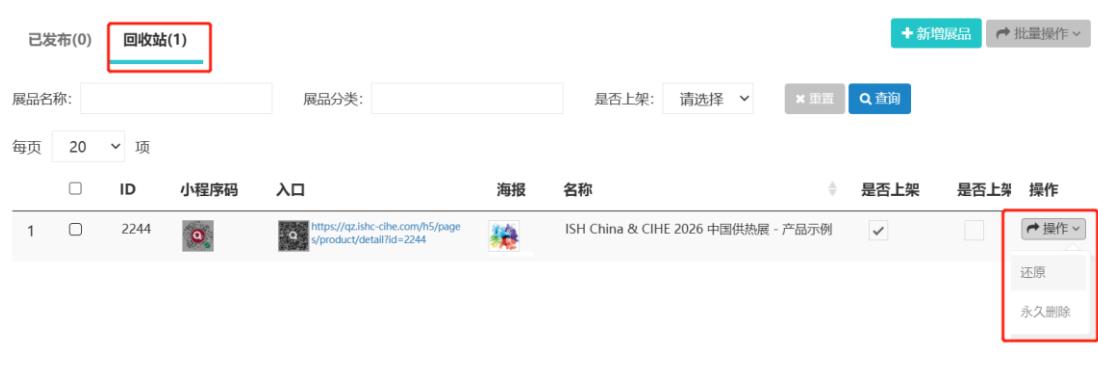 已发布(0) 回收站(1) 新增展品 批量操作
展品名称: 展品分类: 是否上架: 请选择 重置 查询
每页 20 项
ID 小程序码 入口 海报 名称 是否上架 是否上架 操作
1 2244 https://qz.ishc-cihe.com/h5/page ISH China & CIHE 2026 中国供热展 - 产品示例 操作
s/product/detail?id=2244
还原
永久删除